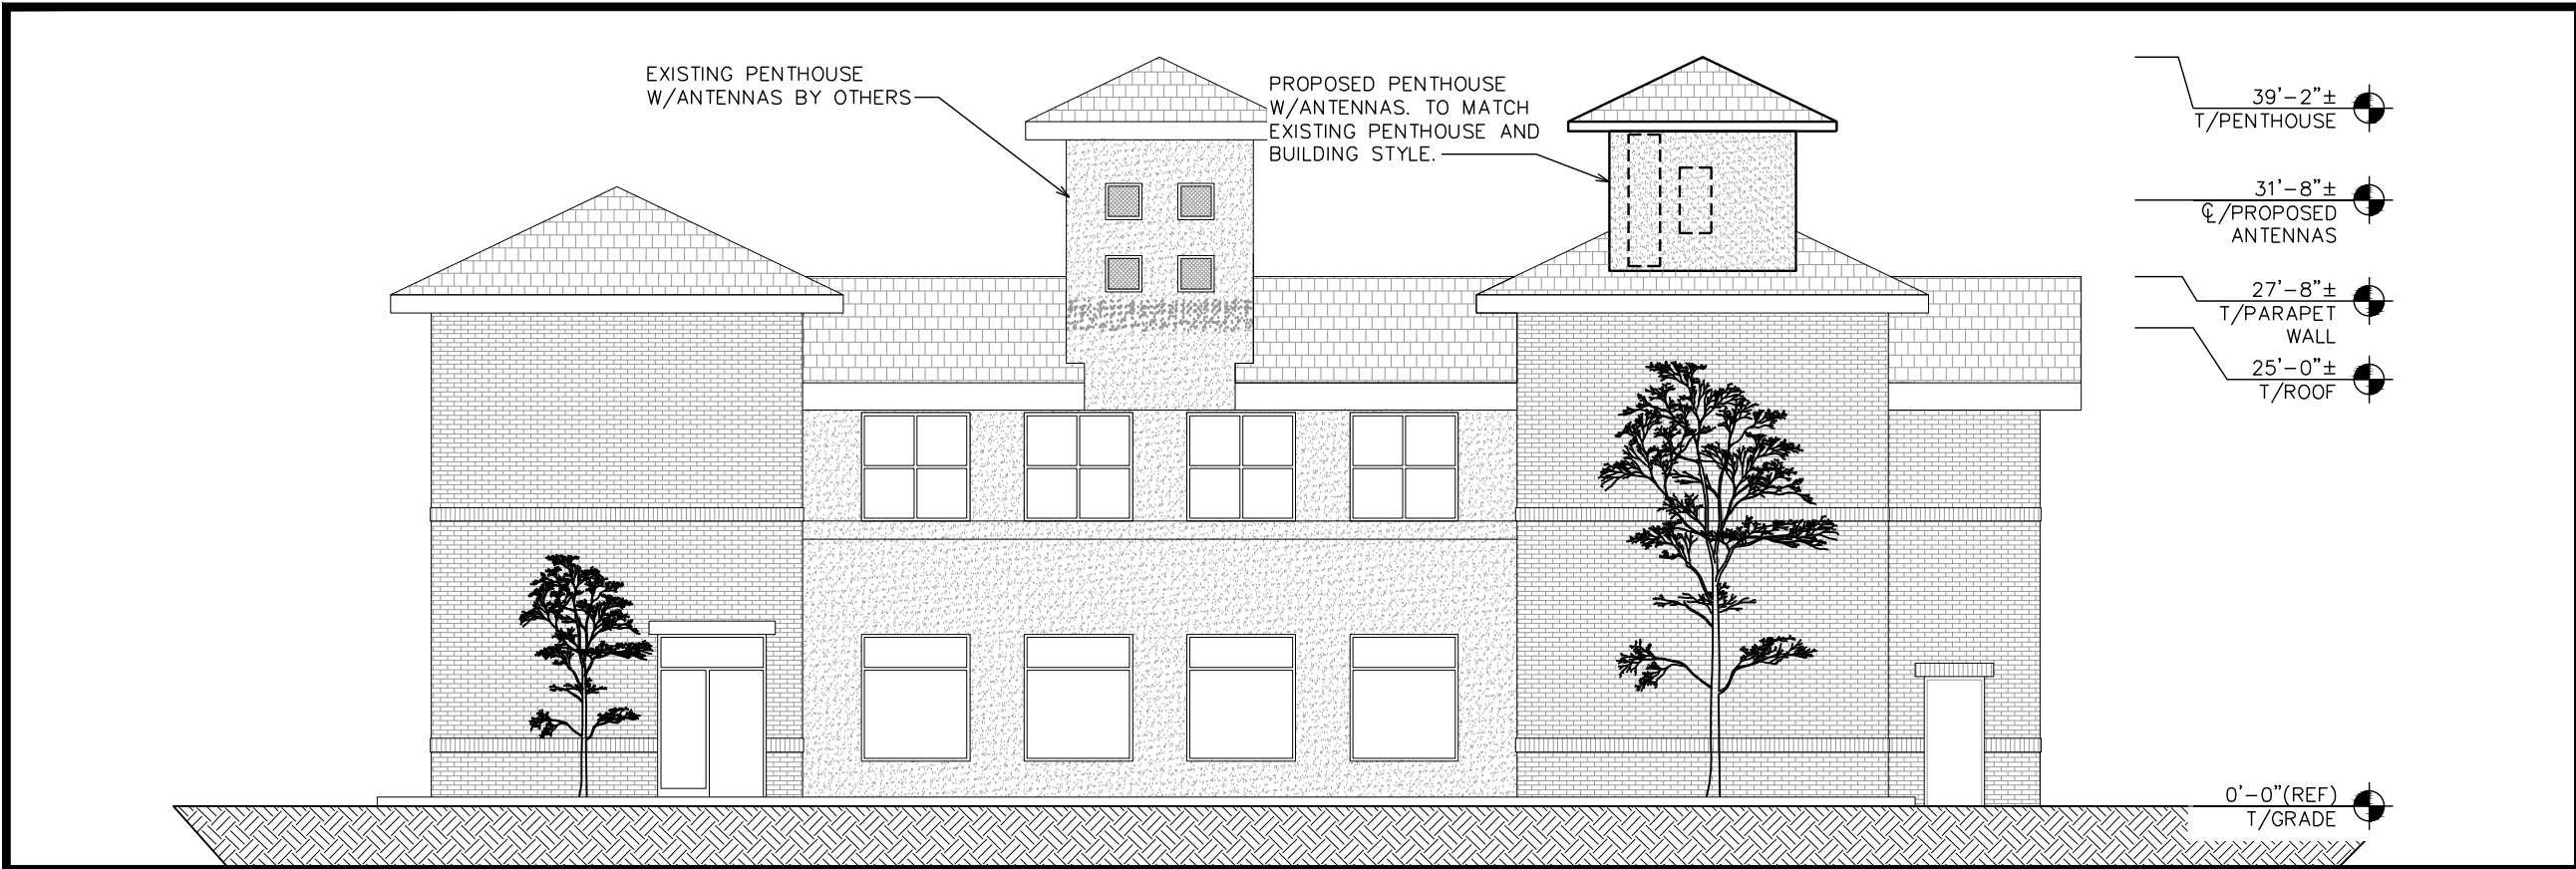 EXISTING PENTHOUSE
W/ANTENNAS BY OTHERS
PROPOSED PENTHOUSE
W/ANTENNAS. TO MATCH
EXISTING PENTHOUSE AND
BUILDING STYLE.
39'-2"±
T/PENTHOUSE
31'-8"±
℄/PROPOSED
ANTENNAS
27'-8"±
T/PARAPET
WALL
25'-0"±
T/ROOF
0'-0"(REF)
T/GRADE